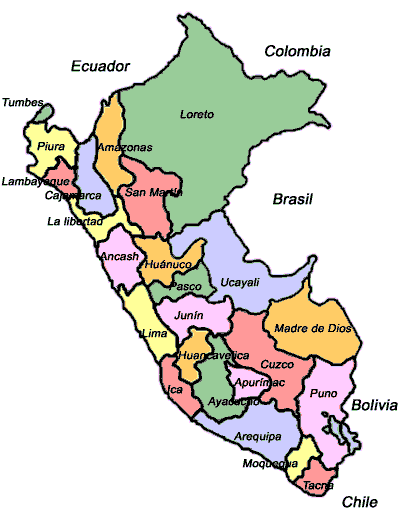 Colombia
Ecuador
Tumbes
Loreto
Piura
Amazonas
Lambayeque
San Martín
Cajamarca
Brasil
La libertad
Ancash
Huánuco
Ucayali
Pasco
Junín
Madre de Dios
Lima
Huancavelica
Cuzco
Apurímac
Ica
Puno
Ayacucho
Bolivia
Arequipa
Moquegua
Tacna
Chile